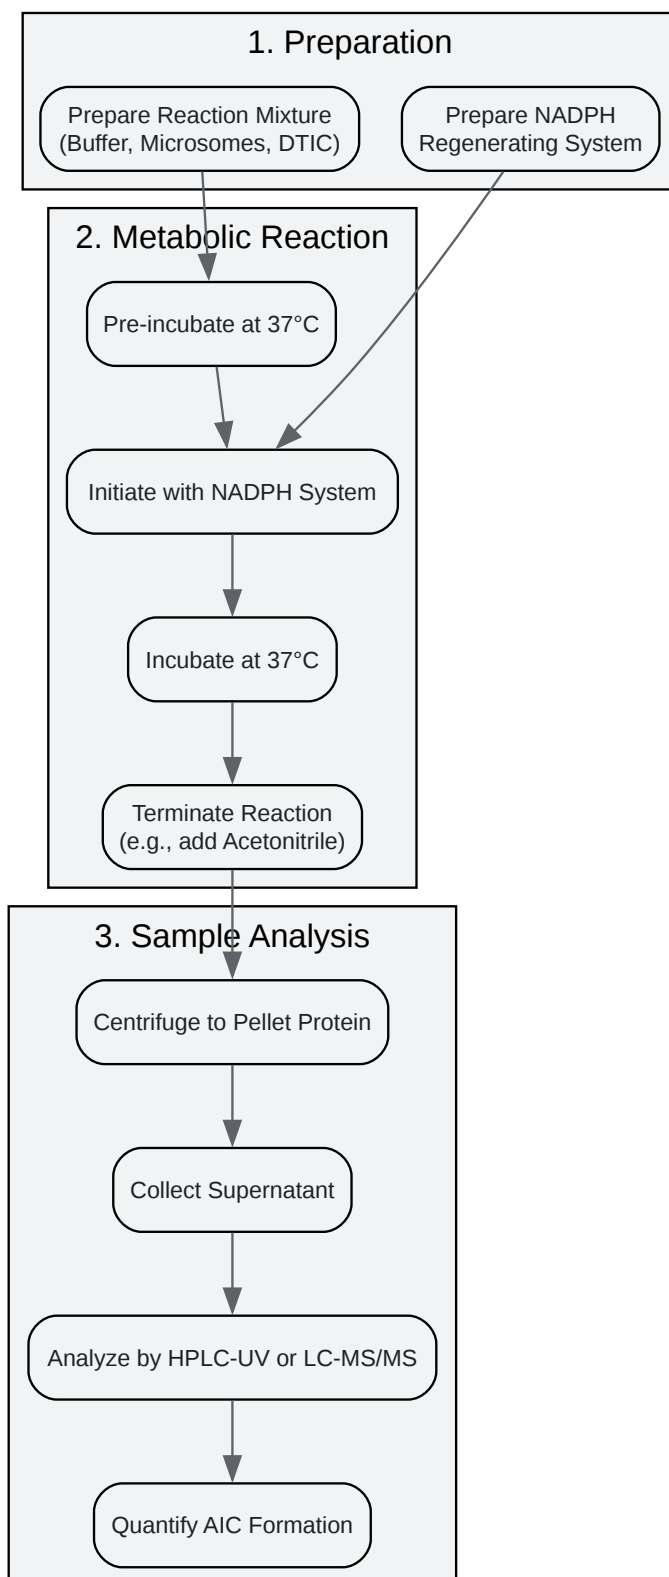 1. Preparation
Prepare Reaction Mixture
(Buffer, Microsomes, DTIC)
Prepare NADPH
Regenerating System
2. Metabolic Reaction
Pre-incubate at 37°C
Initiate with NADPH System
Incubate at 37°C
Terminate Reaction
(e.g., add Acetonitrile)
3. Sample Analysis
Centrifuge to Pellet Protein
Collect Supernatant
Analyze by HPLC-UV or LC-MS/MS
Quantify AIC Formation